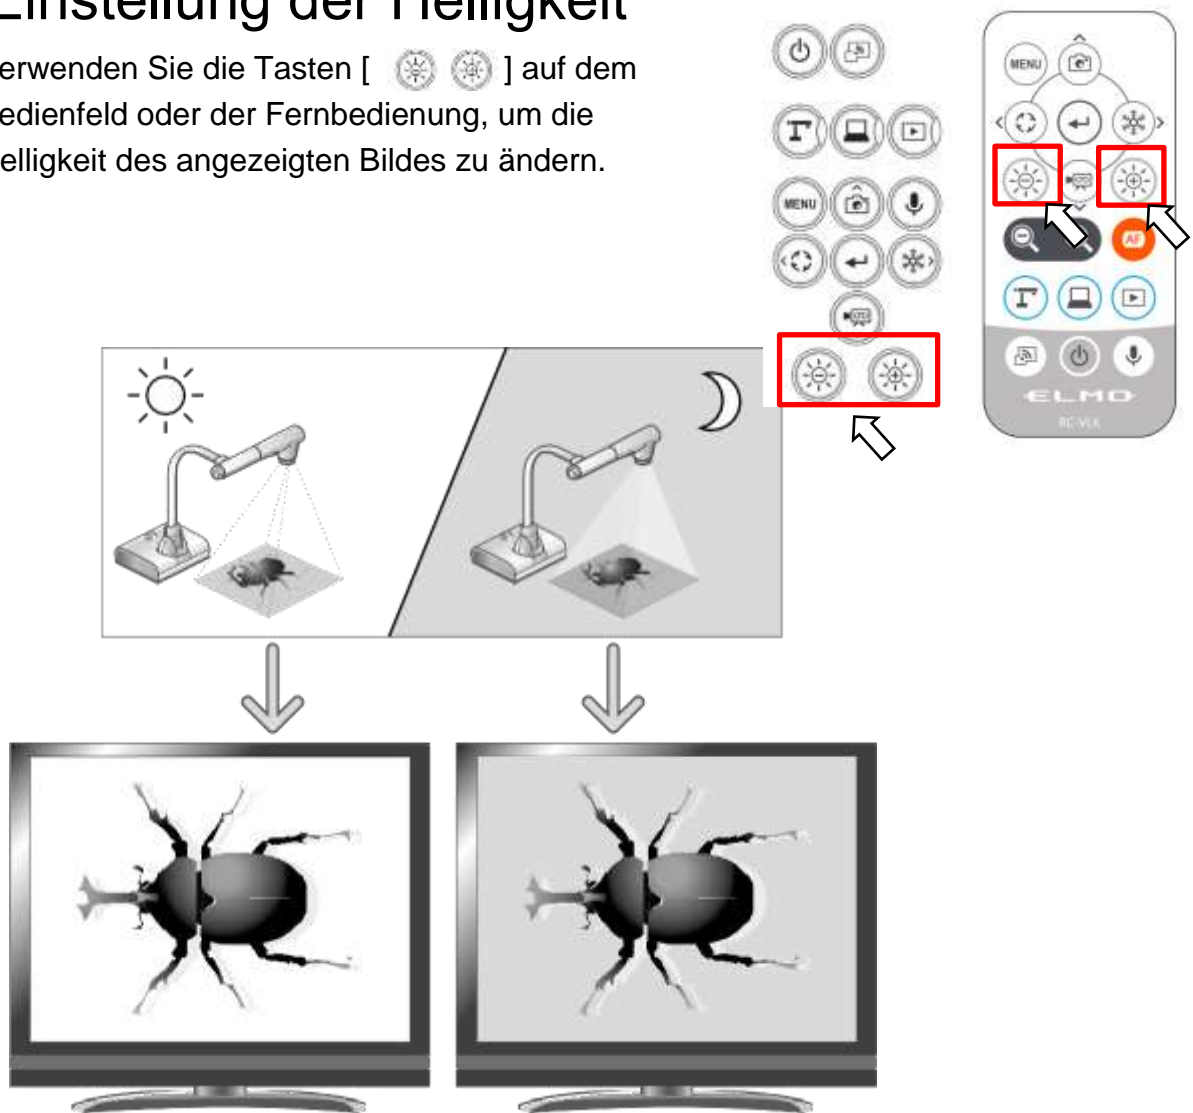 Einstellung der Helligkeit
erwenden Sie die Tasten [ ] auf dem
edienfeld oder der Fernbedienung, um die
elligkeit des angezeigten Bildes zu ändern.
MENU
MENU
AF
ELMO
RC-VLK